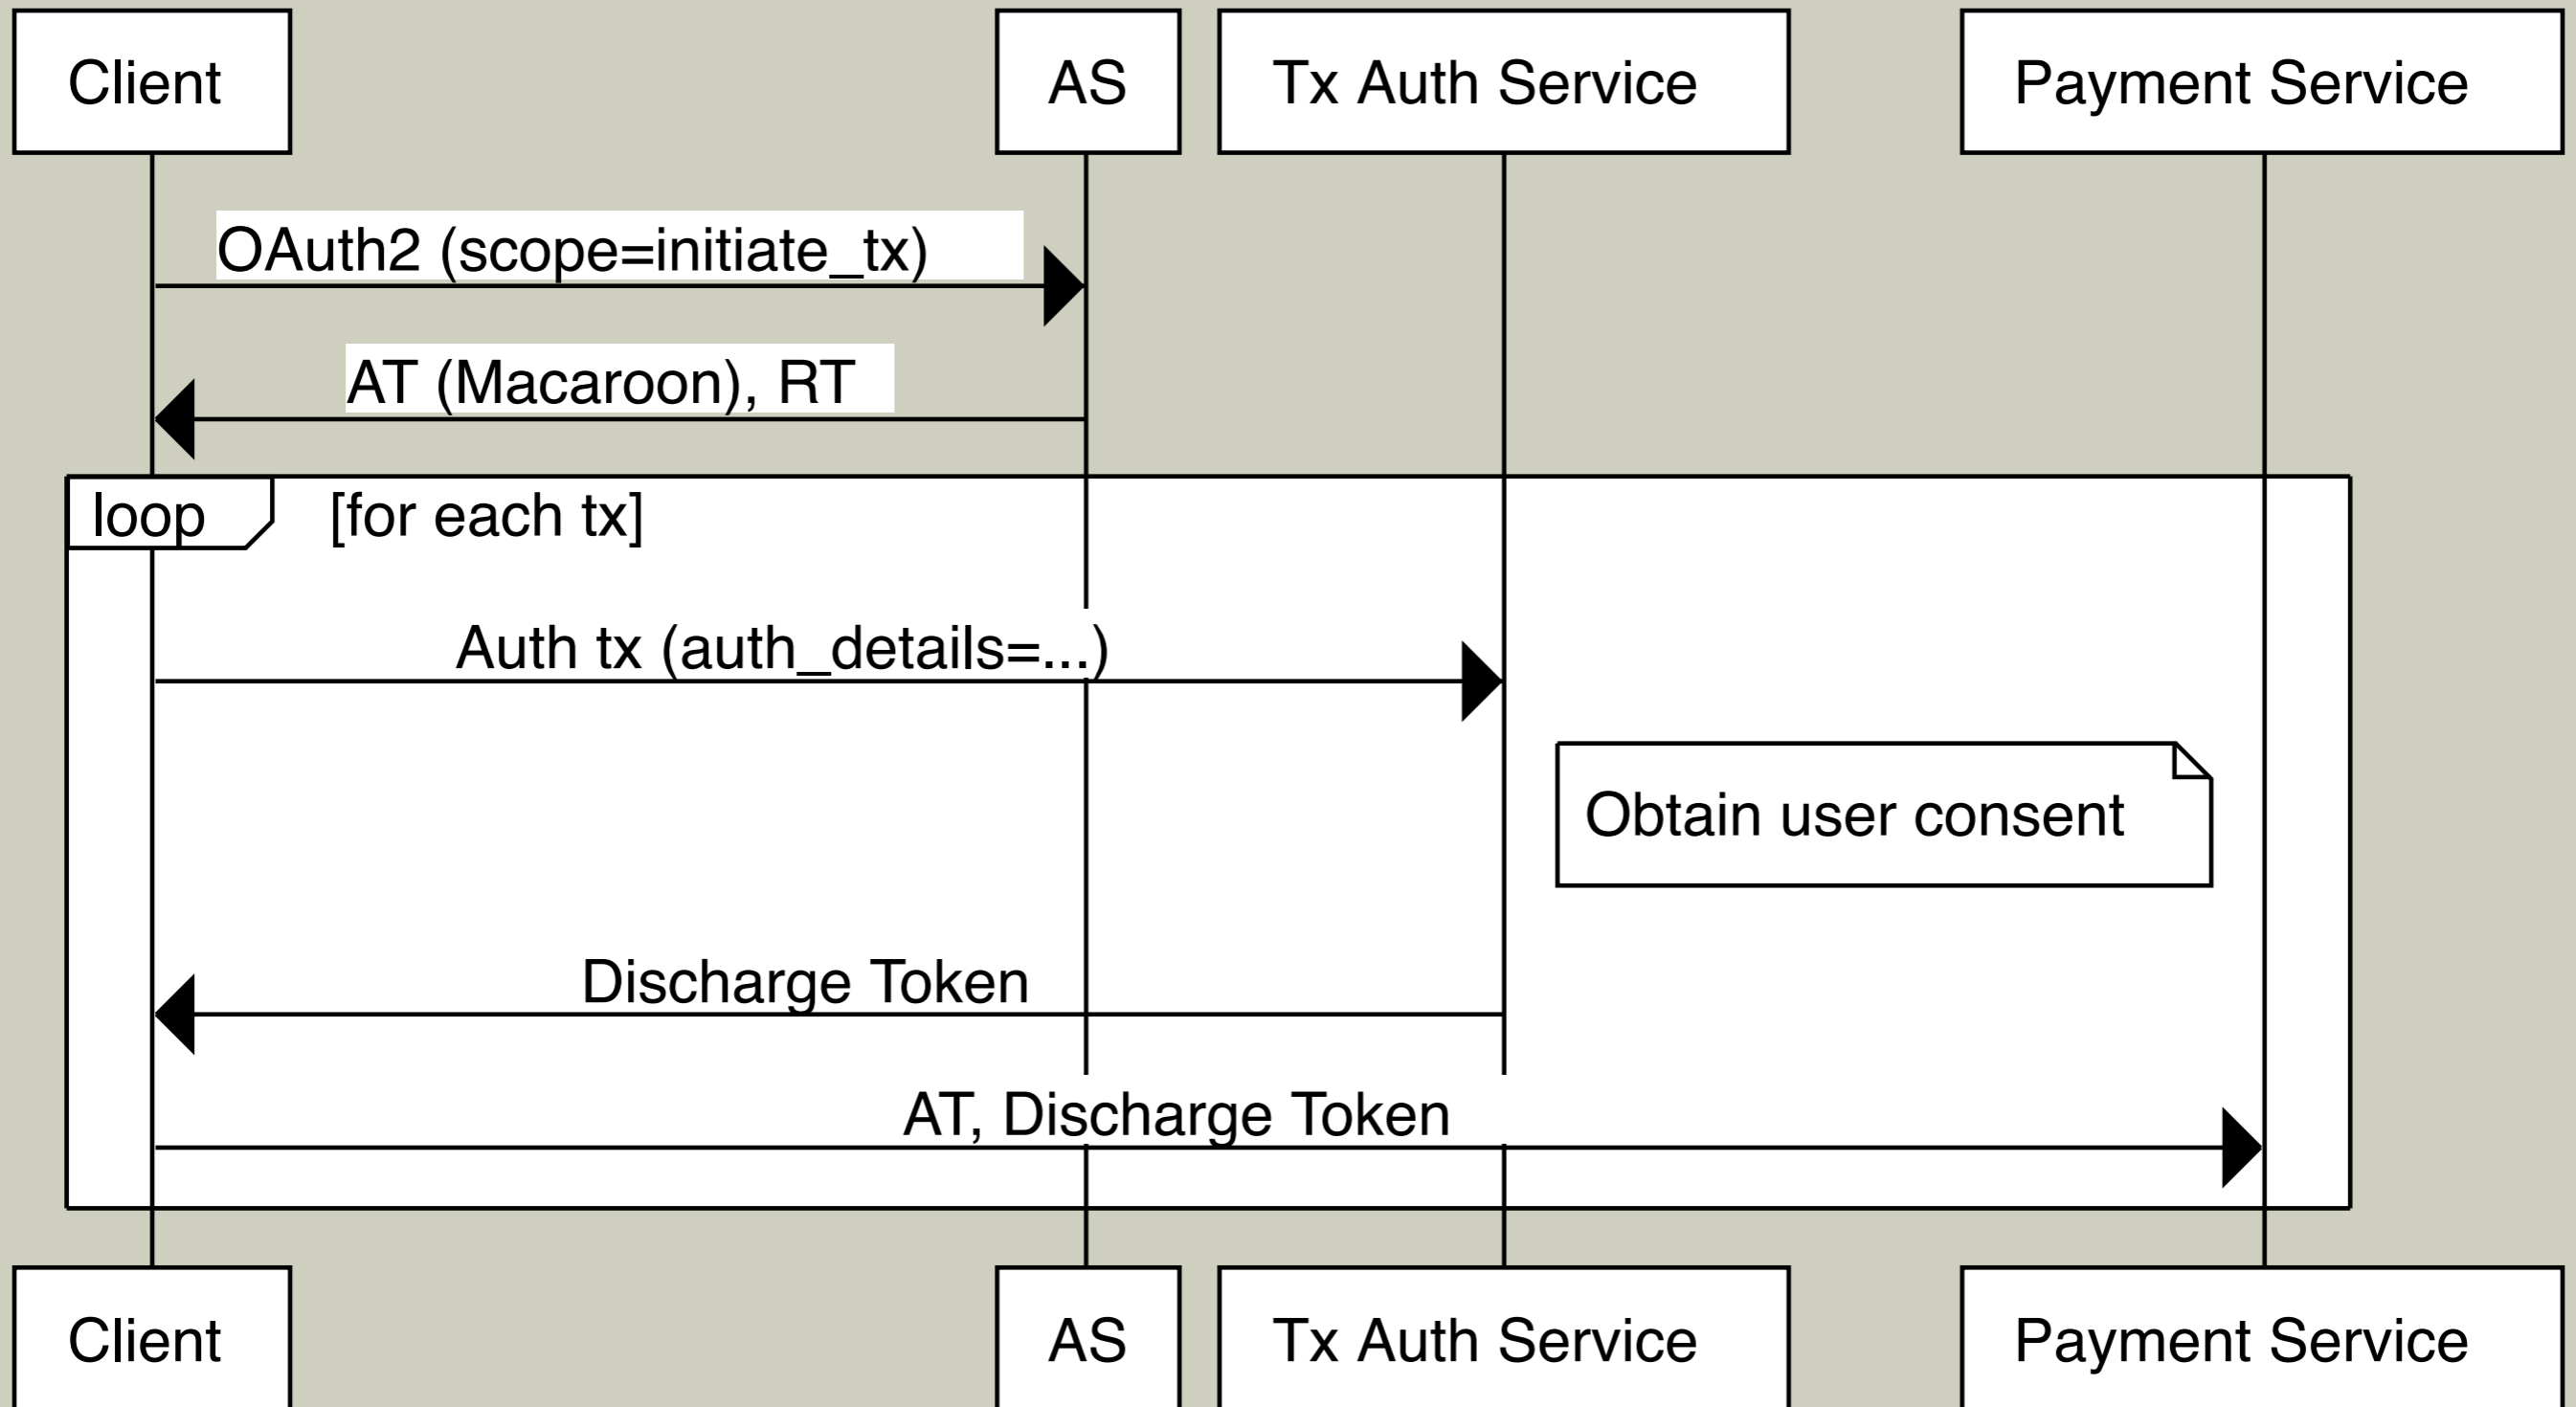 Client
AS
Tx Auth Service
Payment Service
OAuth2 (scope=initiate_tx)
AT (Macaroon), RT
loop
[for each tx]
Auth tx (auth_details=...)
Obtain user consent
Discharge Token
AT, Discharge Token
Client
AS
Tx Auth Service
Payment Service